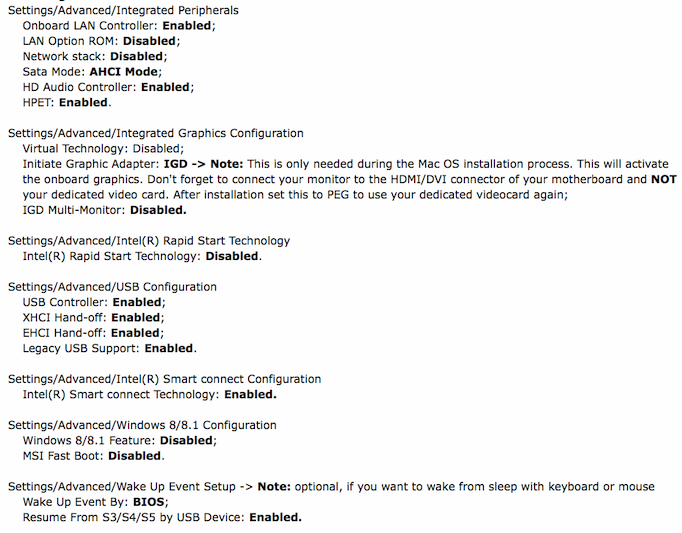 Settings/Advanced/Integrated Peripherals
Onboard LAN Controller: Enabled;
LAN Option ROM: Disabled;
Network stack: Disabled;
Sata Mode: AHCI Mode;
HD Audio Controller: Enabled;
HPET: Enabled.
Settings/Advanced/Integrated Graphics Configuration
Virtual Technology: Disabled;
Initiate Graphic Adapter: IGD -> Note: This is only needed during the Mac OS installation process. This will activate
the onboard graphics. Don't forget to connect your monitor to the HDMI/DVI connector of your motherboard and NOT
your dedicated video card. After installation set this to PEG to use your dedicated videocard again;
IGD Multi-Monitor: Disabled.
Settings/Advanced/Intel(R) Rapid Start Technology
Intel(R) Rapid Start Technology: Disabled.
Settings/Advanced/USB Configuration
USB Controller: Enabled;
XHCI Hand-off: Enabled;
EHCI Hand-off: Enabled;
Legacy USB Support: Enabled.
Settings/Advanced/Intel(R) Smart connect Configuration
Intel(R) Smart connect Technology: Enabled.
Settings/Advanced/Windows 8/8.1 Configuration
Windows 8/8.1 Feature: Disabled;
MSI Fast Boot: Disabled.
Settings/Advanced/Wake Up Event Setup -> Note: optional, if you want to wake from sleep with keyboard or mouse
Wake Up Event By: BIOS;
Resume From S3/S4/S5 by USB Device: Enabled.